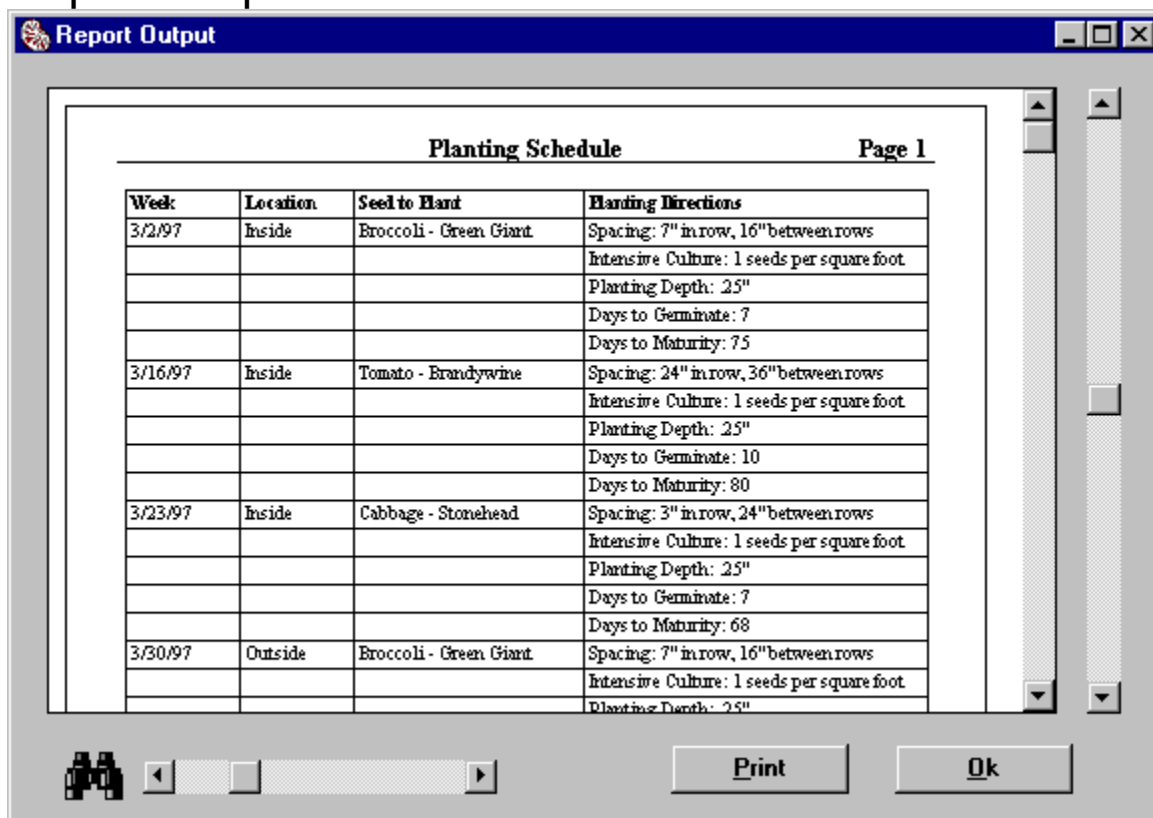 Report Output
Planting Schedule Page 1
Week Location Seed to Plant Planting Directions
3/2/97 Inside Broccoli - Green Giant Spacing: 7" in row, 16" between rows
Intensive Culture: 1 seeds per square foot
Planting Depth: .25"
Days to Germinate: 7
Days to Maturity: 75
3/16/97 Inside Tomato - Brandywine Spacing: 24" in row, 36" between rows
Intensive Culture: 1 seeds per square foot
Planting Depth: .25"
Days to Germinate: 10
Days to Maturity: 80
3/23/97 Inside Cabbage - Stonehead Spacing: 3" in row, 24" between rows
Intensive Culture: 1 seeds per square foot
Planting Depth: .25"
Days to Germinate: 7
Days to Maturity: 68
3/30/97 Outside Broccoli - Green Giant Spacing: 7" in row, 16" between rows
Intensive Culture: 1 seeds per square foot
Planting Depth: .25"
Print Ok